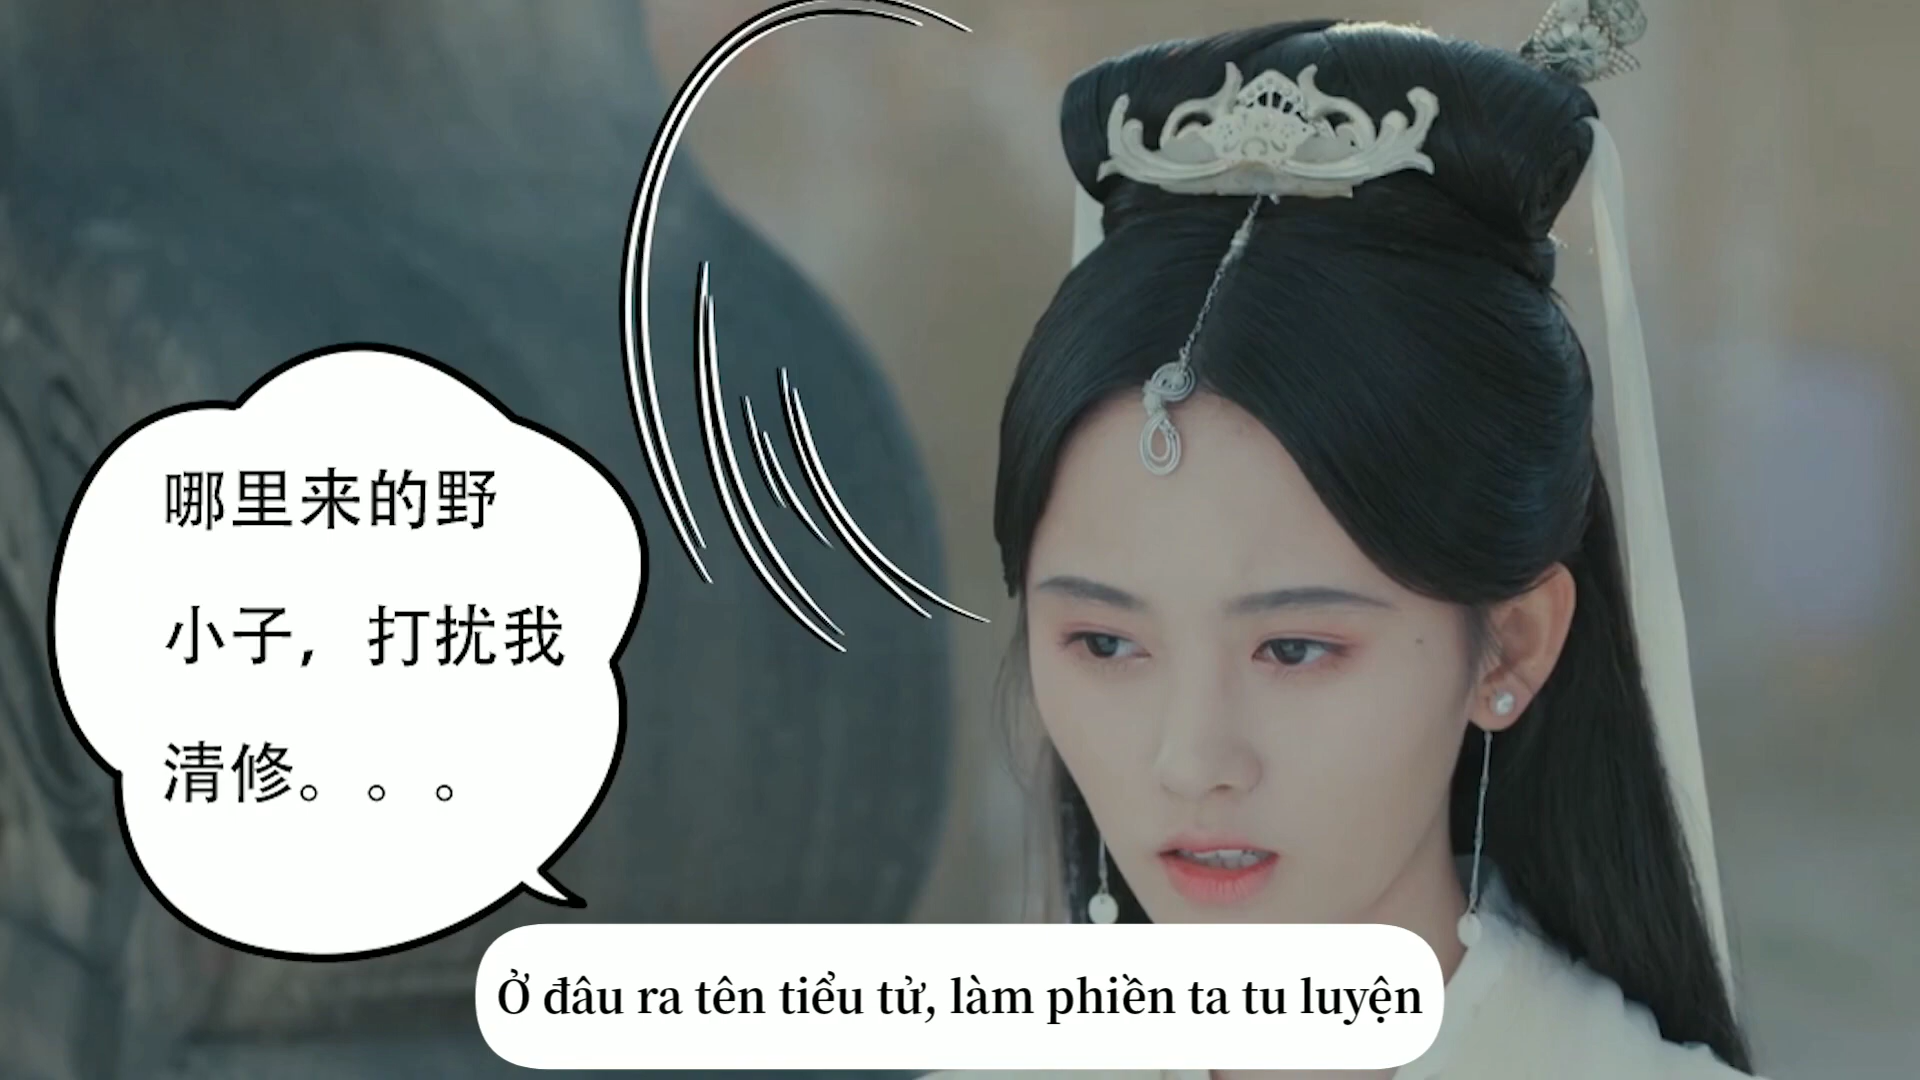 哪里来的野
小子，打扰我
清修。。。
Ở đâu ra tên tiểu tử, làm phiền ta tu luyện